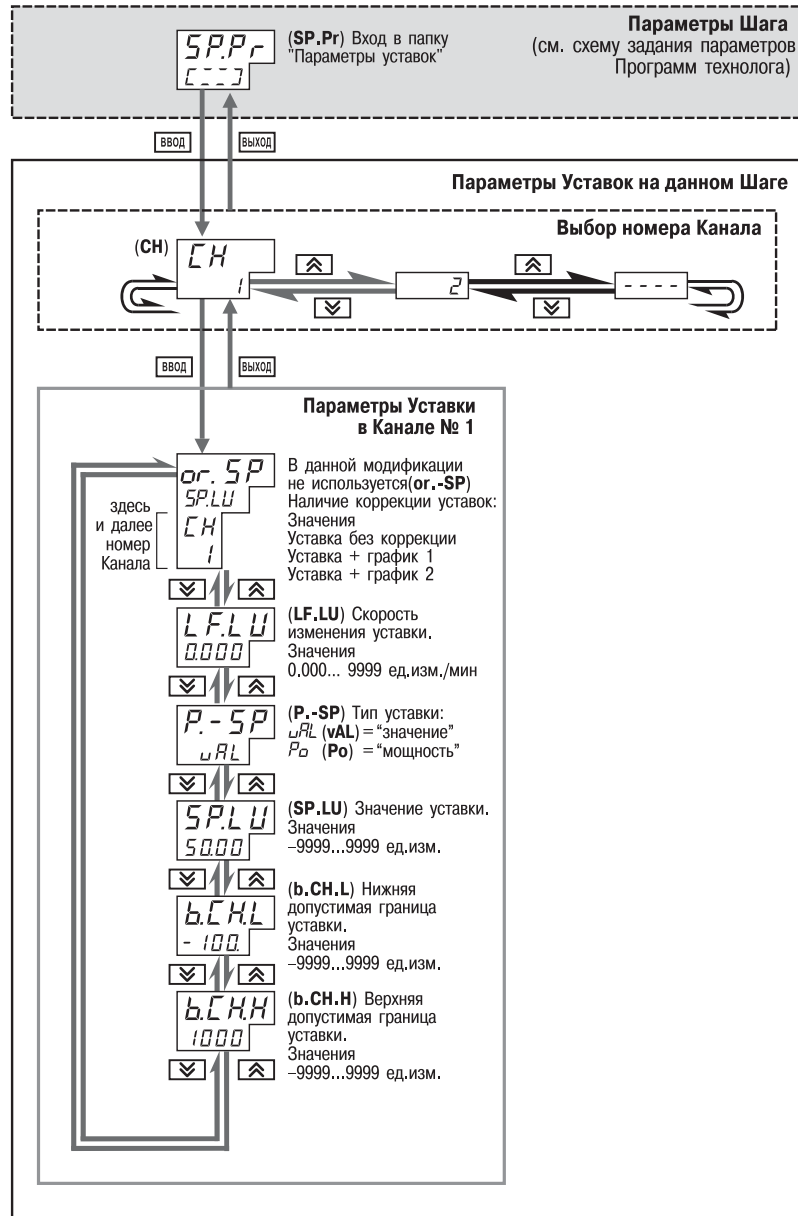 Параметры Шага
(см. схему задания параметров
Программ технолога)
SP.Pr
[---]
(SP.Pr) Вход в папку
"Параметры уставок"
ВВОД
ВЫХОД
Параметры Уставок на данном Шаге
Выбор номера Канала
(CH)
CH
1
2
- - - -
ВВОД
ВЫХОД
Параметры Уставки
в Канале № 1
or. SP
SP.LU
CH
1
здесь
и далее
номер
Канала
В данной модификации
не используется(or.-SP)
Наличие коррекции уставок:
Значения
Уставка без коррекции
Уставка + график 1
Уставка + график 2
LF.LU
0.000
(LF.LU) Скорость
изменения уставки.
Значения
0.000... 9999 ед.изм./мин
P.-SP
vAL
(P.-SP) Тип уставки:
vAL (vAL) = “значение”
Po (Po) = “мощность”
SP.LU
50.00
(SP.LU) Значение уставки.
Значения
–9999...9999 ед.изм.
b.CH.L
- 100.
(b.CH.L) Нижняя
допустимая граница
уставки.
Значения
–9999...9999 ед.изм.
b.CH.H
1000
(b.CH.H) Верхняя
допустимая граница
уставки.
Значения
–9999...9999 ед.изм.